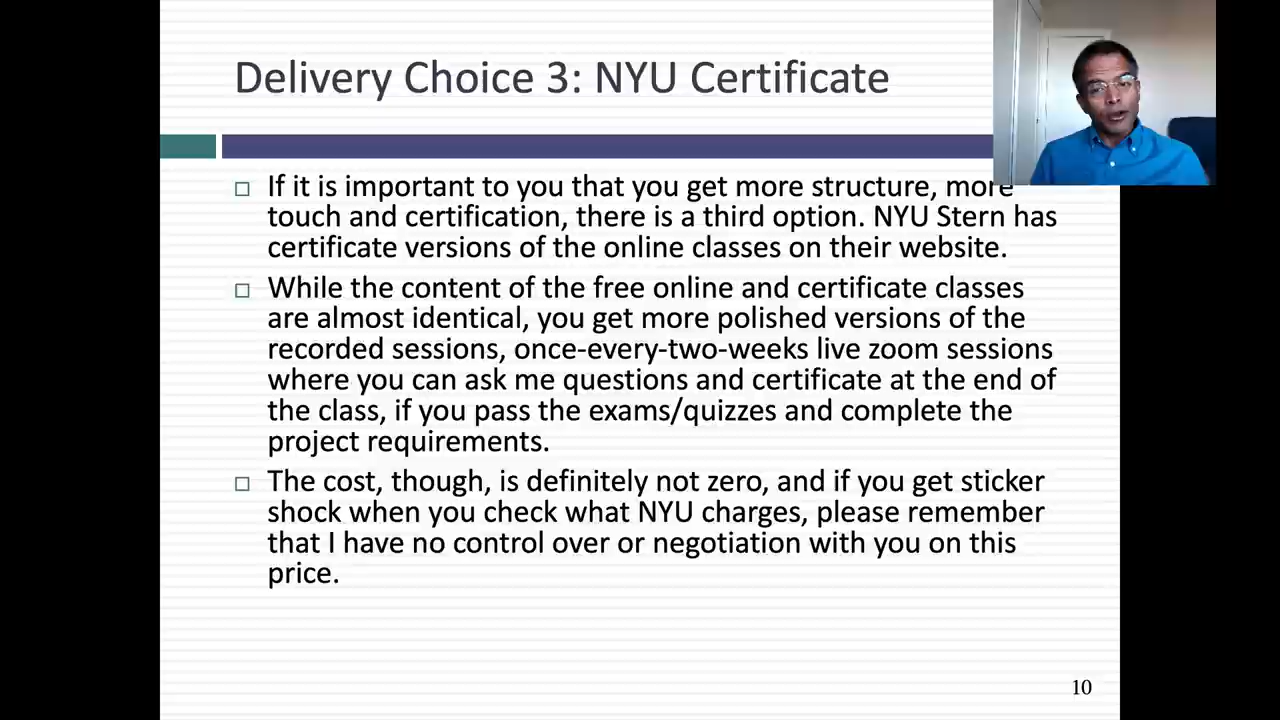 Delivery Choice 3: NYU Certificate
If it is important to you that you get more structure, more
touch and certification, there is a third option. NYU Stern has
certificate versions of the online classes on their website.
While the content of the free online and certificate classes
are almost identical, you get more polished versions of the
recorded sessions, once-every-two-weeks live zoom sessions
where you can ask me questions and certificate at the end of
the class, if you pass the exams/quizzes and complete the
project requirements.
The cost, though, is definitely not zero, and if you get sticker
shock when you check what NYU charges, please remember
that I have no control over or negotiation with you on this
price.
10